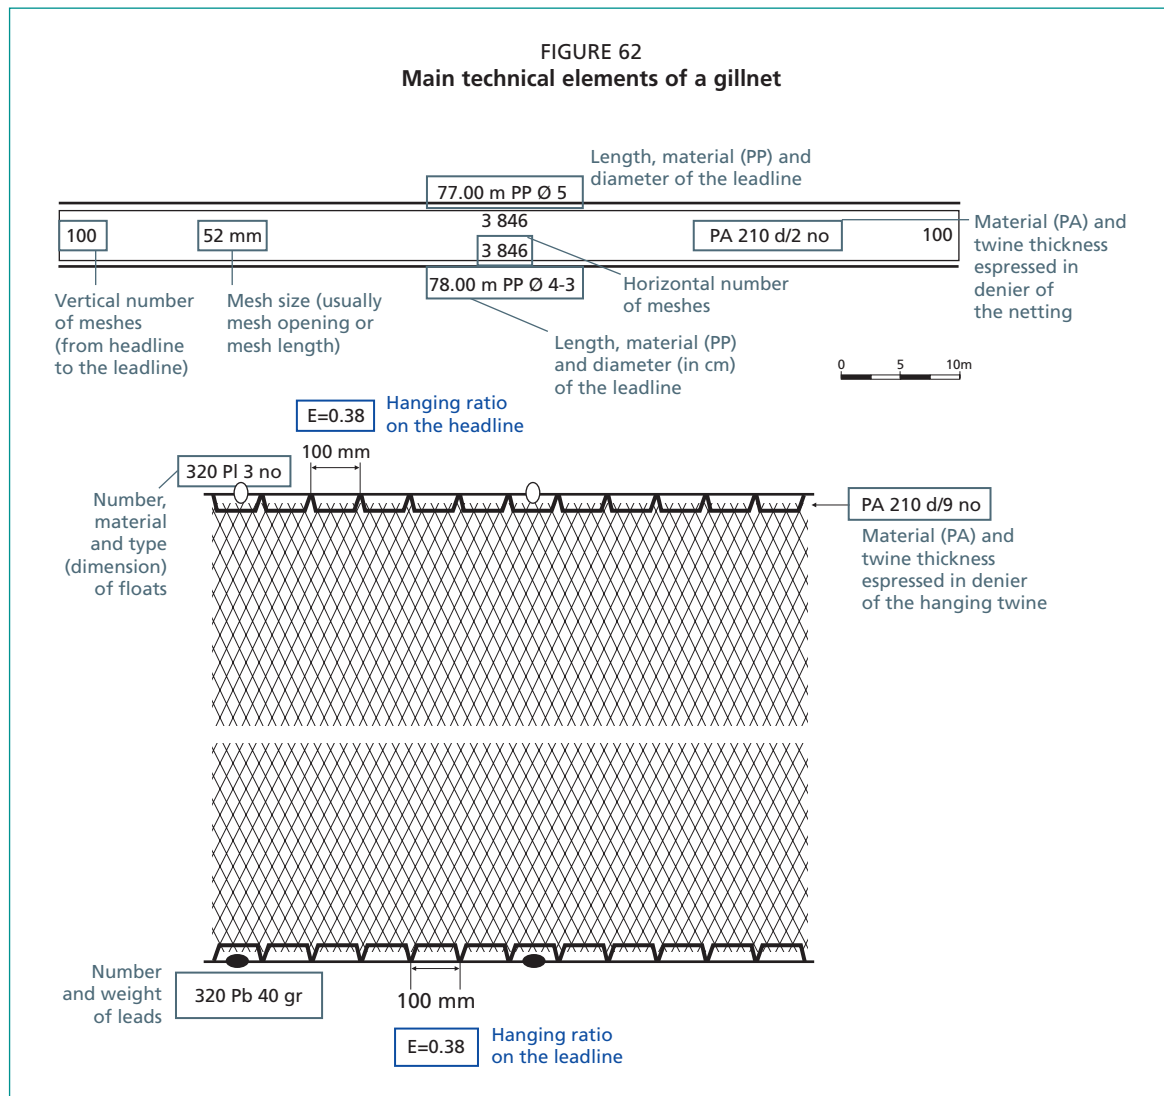 FIGURE 62
Main technical elements of a gillnet
Length, material (PP) and
diameter of the leadline
77.00 m PP Ø 5
3 846
100
52 mm
PA 210 d/2 no
100
3 846
78.00 m PP Ø 4-3
Material (PA) and
twine thickness
espressed in
denier of
the netting
Vertical number
of meshes
(from headline
to the leadline)
Mesh size (usually
mesh opening or
mesh length)
Horizontal number
of meshes
Length, material (PP)
and diameter (in cm)
of the leadline
0 5 10m
E=0.38
Hanging ratio
on the headline
100 mm
320 Pl 3 no
Number,
material
and type
(dimension)
of floats
PA 210 d/9 no
Material (PA) and
twine thickness
espressed in denier
of the hanging twine
Number
and weight
of leads
320 Pb 40 gr
100 mm
E=0.38
Hanging ratio
on the leadline